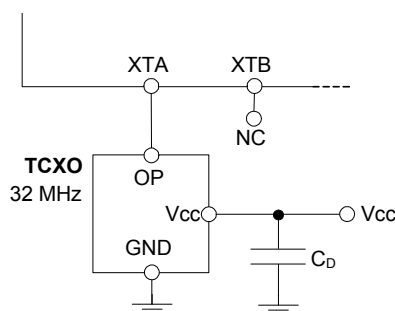 XTA
XTB
NC
TCXO
32 MHz
OP
Vcc
Vcc
GND
CD